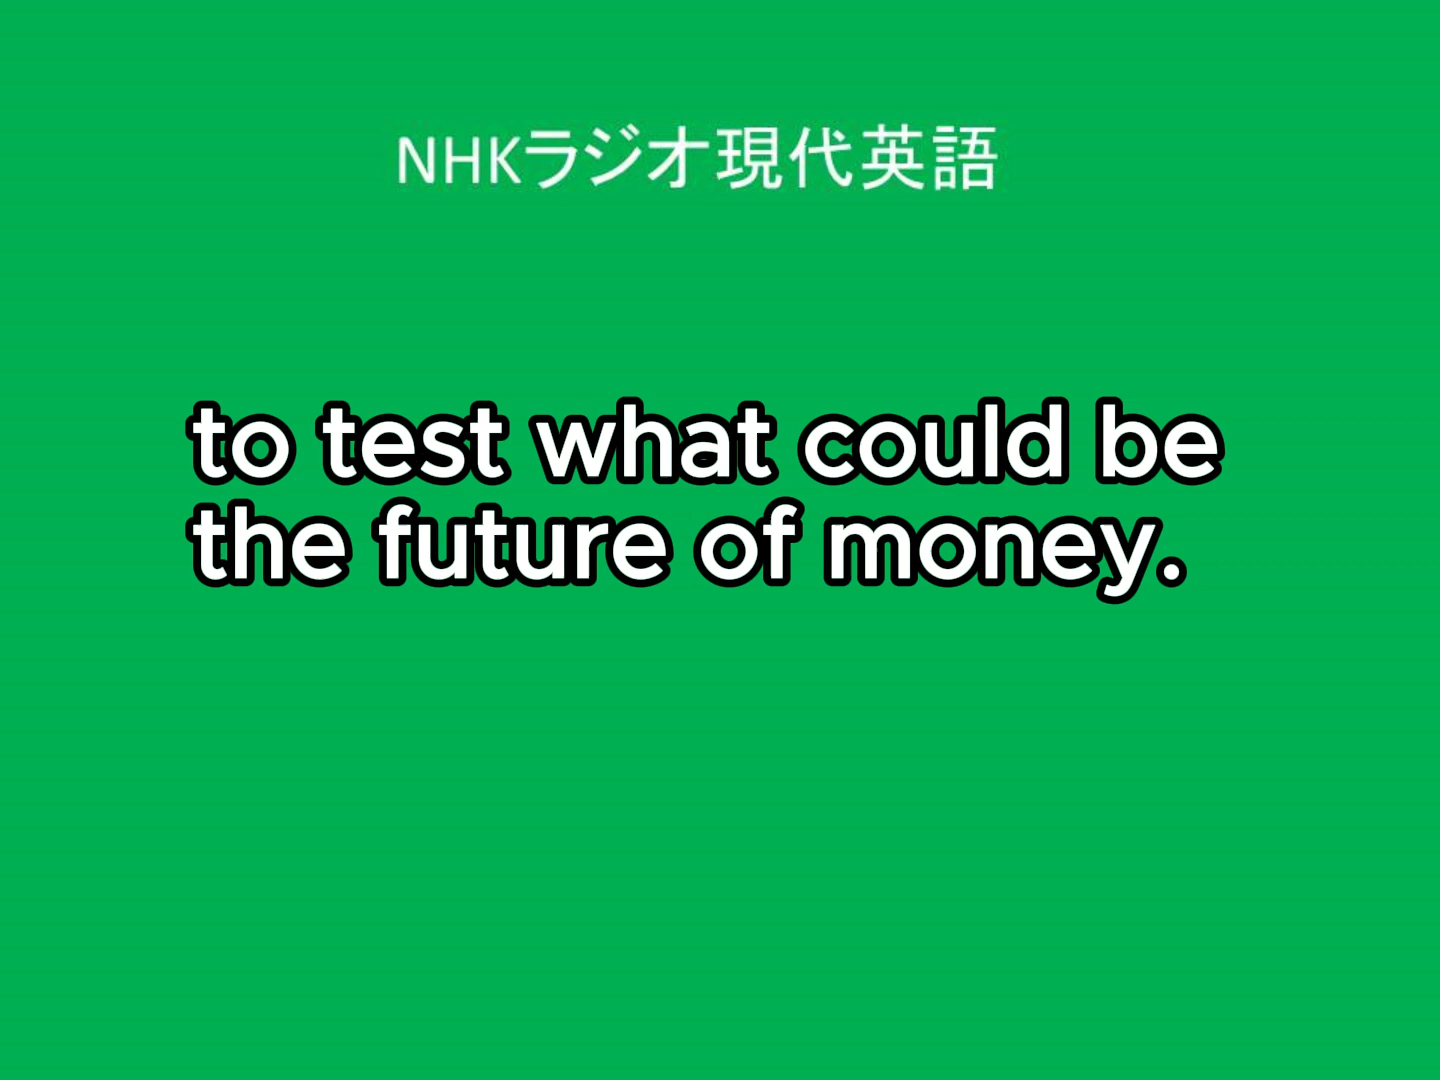 NHKラジオ現代英語
to test what could be
the future of money.